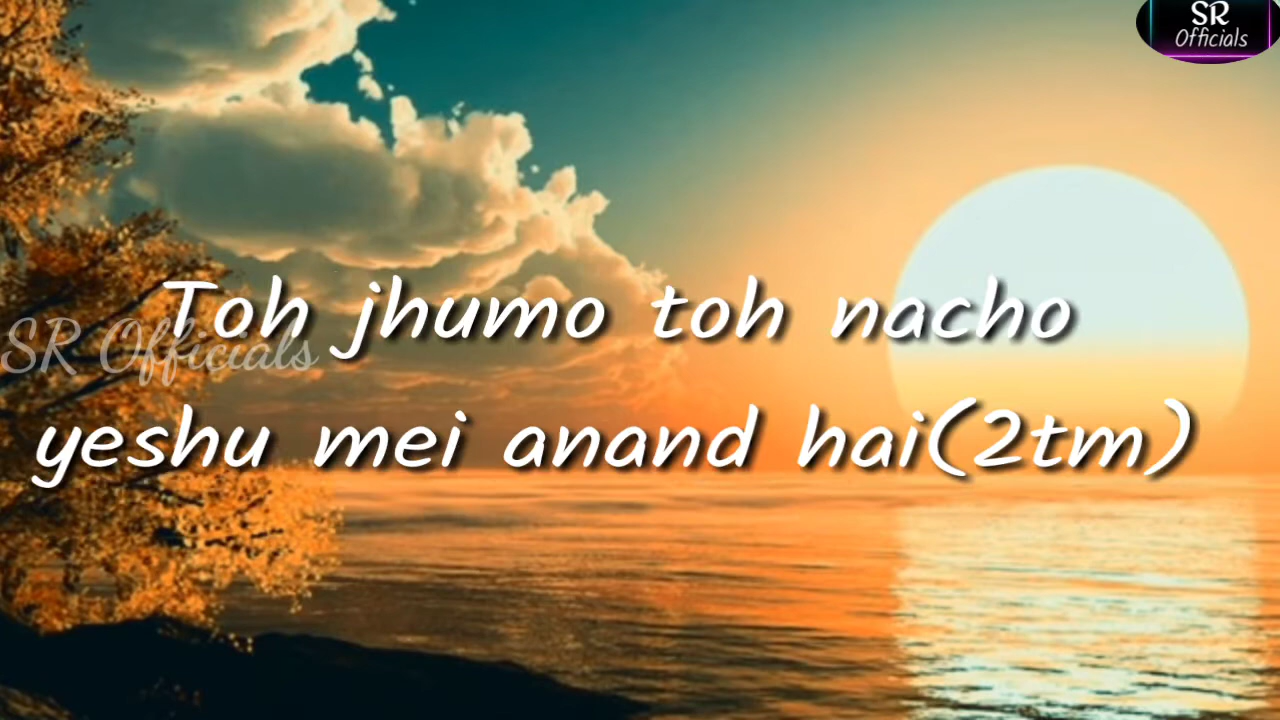 SR
Officials
Toh jhumo toh nacho
SR Officials
yeshu mei anand hai(2tm)